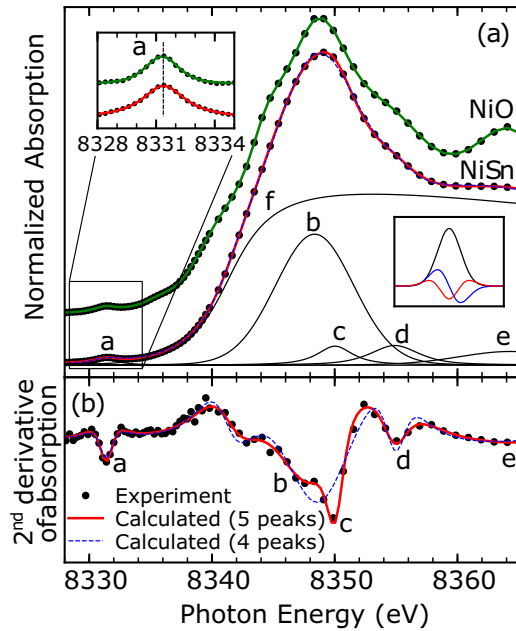 (a)
a
8328 8331 8334
NiO
NiSn
f
b
c
d
e
a
Normalized Absorption
(b)
a
b
c
d
e
Experiment
Calculated (5 peaks)
Calculated (4 peaks)
2nd derivative
ofabsorption
8330 8340 8350 8360
Photon Energy (eV)